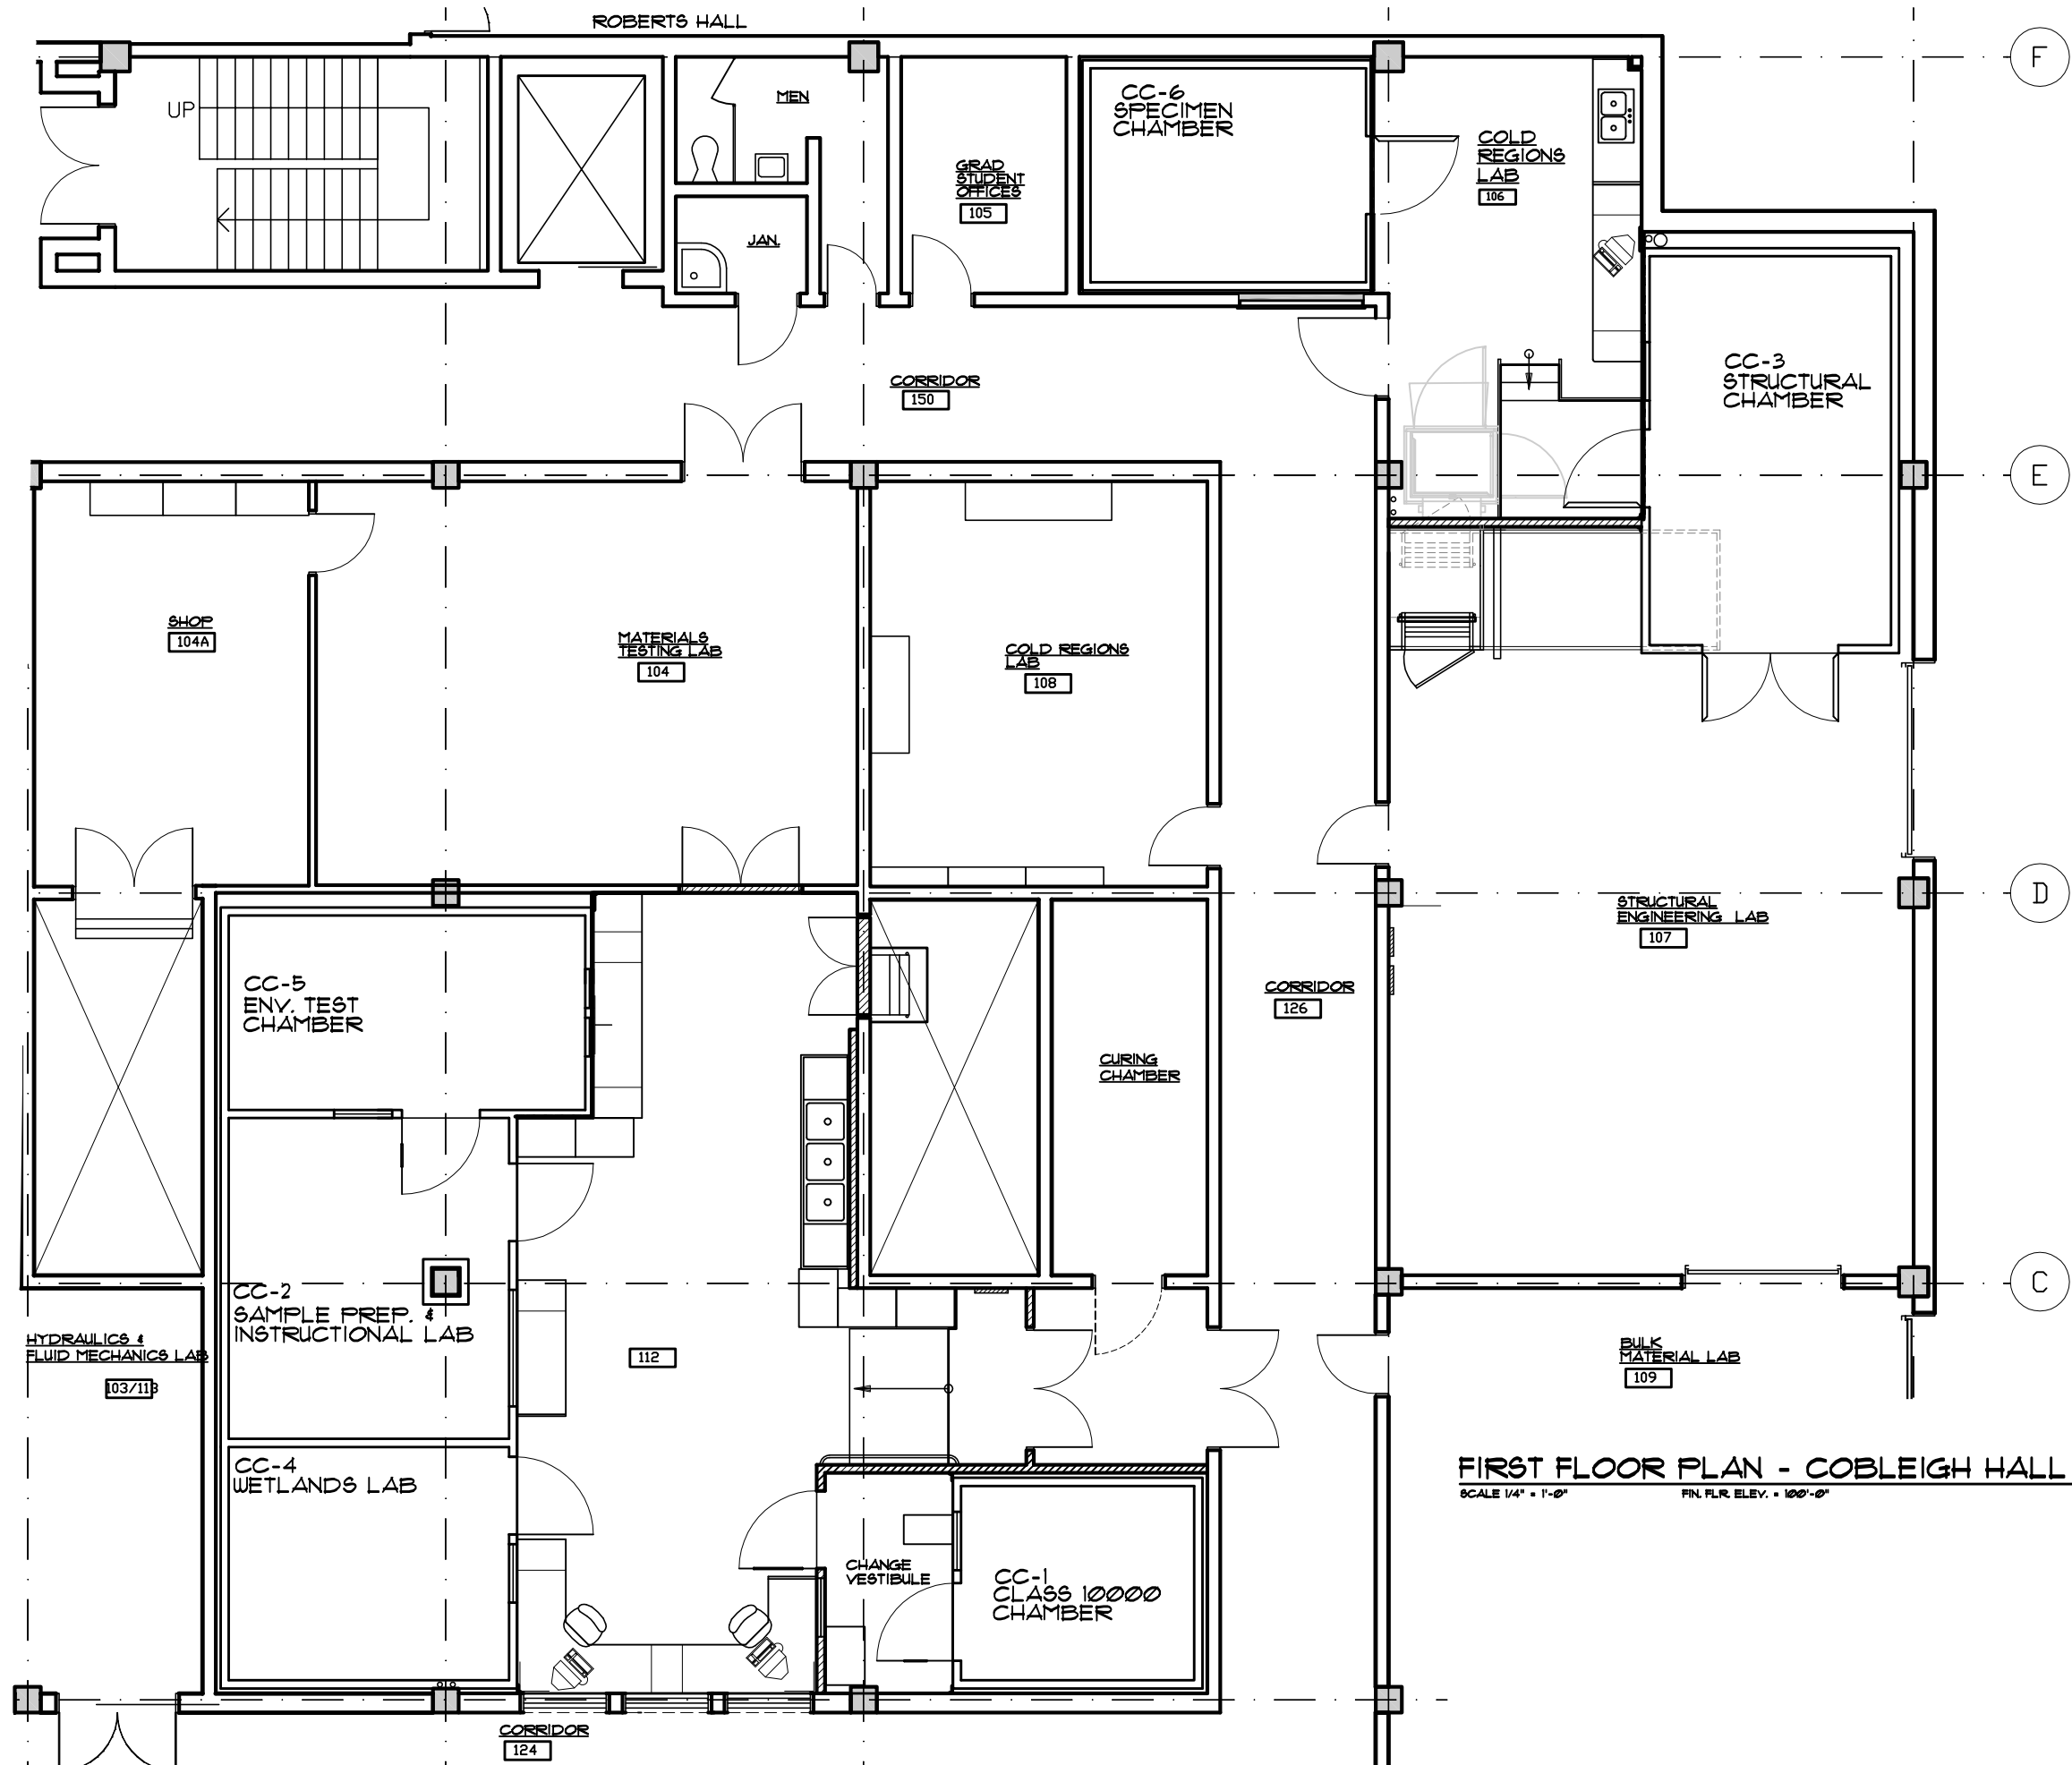 ROBERTS HALL
F
UP
MEN
CC-6
SPECIMEN
CHAMBER
COLD
REGIONS
LAB
106
GRAD
STUDENT
OFFICES
105
JAN.
CORRIDOR
150
CC-3
STRUCTURAL
CHAMBER
E
SHOP
104A
MATERIALS
TESTING LAB
104
COLD REGIONS
LAB
108
D
STRUCTURAL
ENGINEERING LAB
107
CC-5
ENV. TEST
CHAMBER
CORRIDOR
126
CURING
CHAMBER
C
CC-2
SAMPLE PREP. &
INSTRUCTIONAL LAB
HYDRAULICS &
FLUID MECHANICS LAB
103/113
112
BULK
MATERIAL LAB
109
CC-4
WETLANDS LAB
FIRST FLOOR PLAN - COBLEIGH HALL
SCALE 1/4" = 1'-0"
FIN. FLR. ELEV. = 100'-0"
CHANGE
VESTIBULE
CC-1
CLASS 10000
CHAMBER
CORRIDOR
124